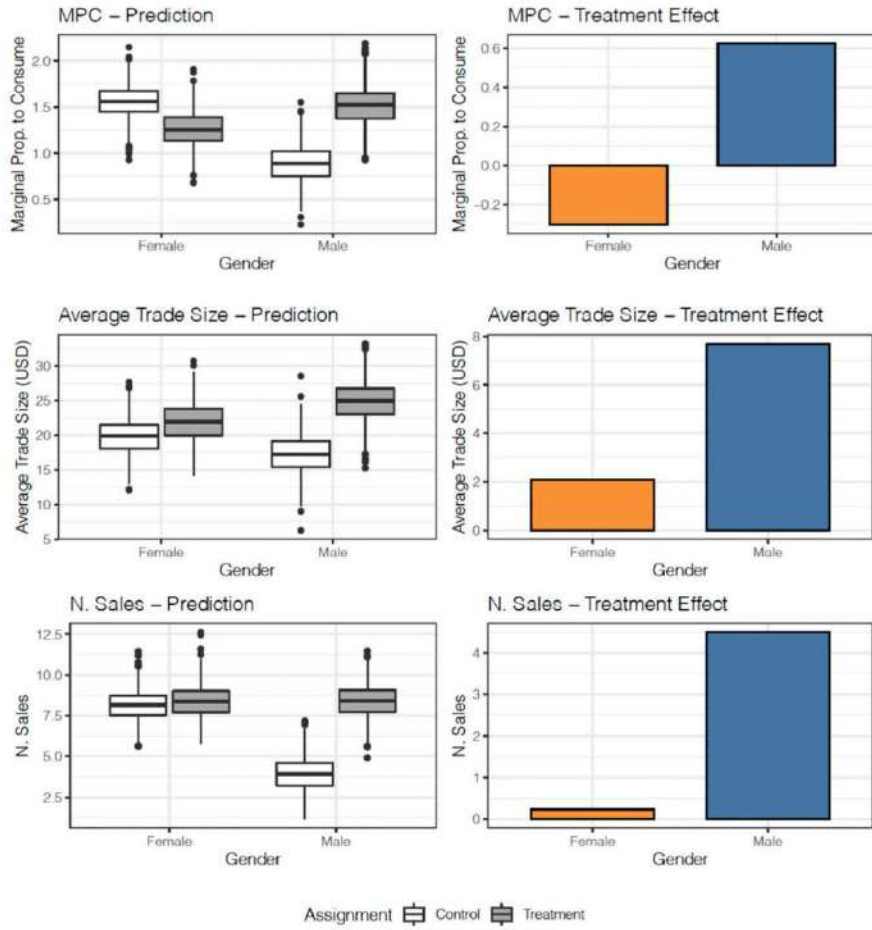 MPC – Prediction
Marginal Prop. to Consume
2.0
1.5
1.0
0.5
Female
Male
Gender
MPC – Treatment Effect
Marginal Prop. to Consume
0.6
0.4
0.2
0.0
−0.2
Female
Male
Gender
Average Trade Size – Prediction
Average Trade Size (USD)
30
25
20
15
10
5
Female
Male
Gender
Average Trade Size – Treatment Effect
Average Trade Size (USD)
8
6
4
2
0
Female
Male
Gender
N. Sales – Prediction
N. Sales
12.5
10.0
7.5
5.0
2.5
Female
Male
Gender
N. Sales – Treatment Effect
N. Sales
4
3
2
1
0
Female
Male
Gender
Assignment Control Treatment